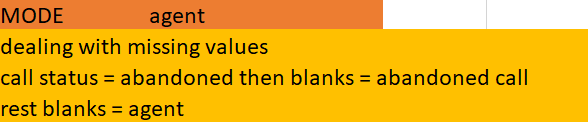 MODE agent
dealing with missing values
call status = abandoned then blanks = abandoned call
rest blanks = agent